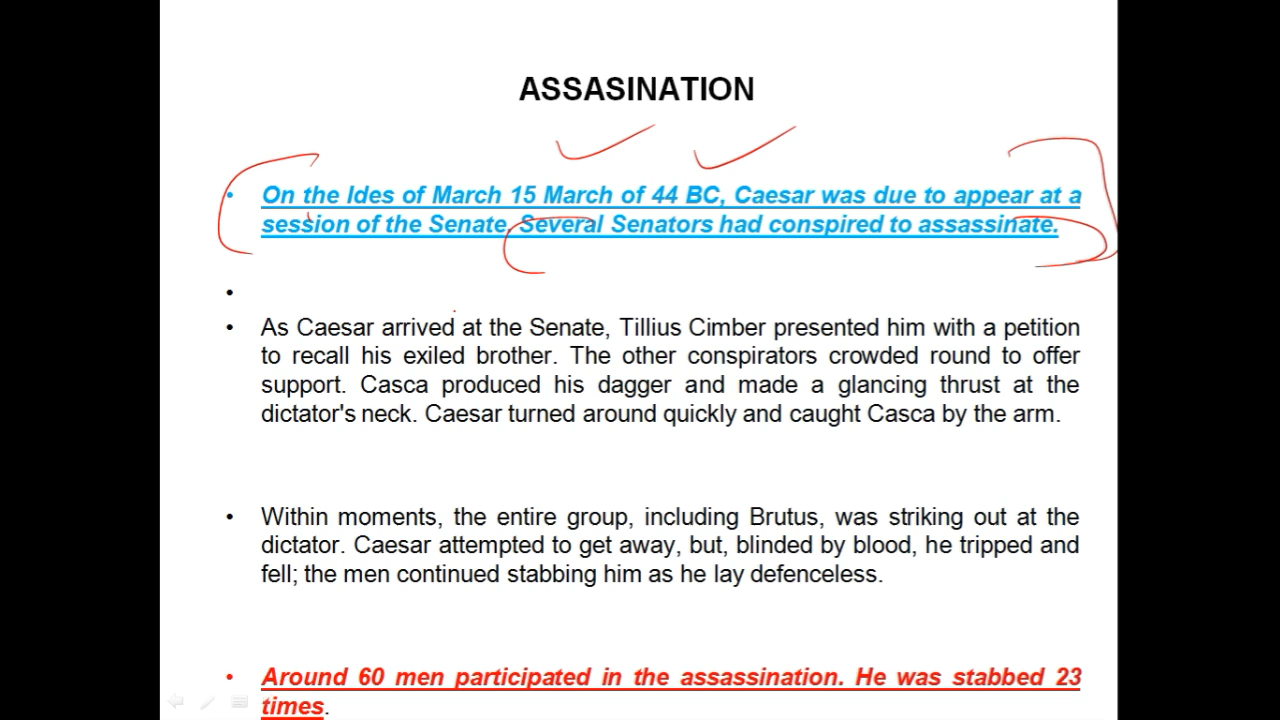 ASSASINATION
• On the Ides of March 15 March of 44 BC, Caesar was due to appear at a
session of the Senate. Several Senators had conspired to assassinate.
•
• As Caesar arrived at the Senate, Tillius Cimber presented him with a petition
to recall his exiled brother. The other conspirators crowded round to offer
support. Casca produced his dagger and made a glancing thrust at the
dictator's neck. Caesar turned around quickly and caught Casca by the arm.
• Within moments, the entire group, including Brutus, was striking out at the
dictator. Caesar attempted to get away, but, blinded by blood, he tripped and
fell; the men continued stabbing him as he lay defenceless.
• Around 60 men participated in the assassination. He was stabbed 23
times.